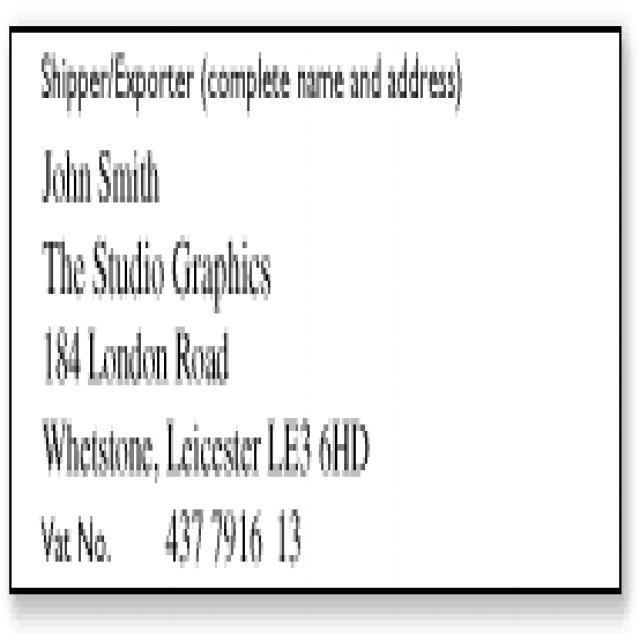 Shipper/Exporter (complete name and address)
John Smith
The Studio Graphics
184 London Road
Whetstone, Leicester LE3 6HD
Vat No. 437 7916 13